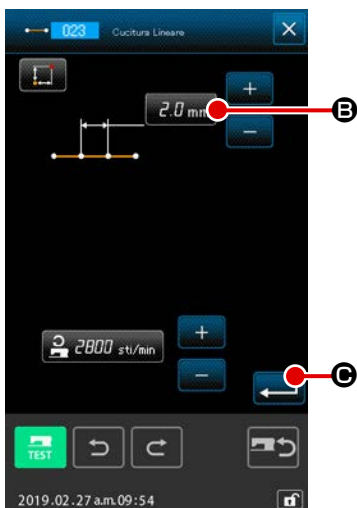 023 Cucitura Lineare
2.0 mm
B
2800 sti/min
C
TEST
2019.02.27 a.m.09:54